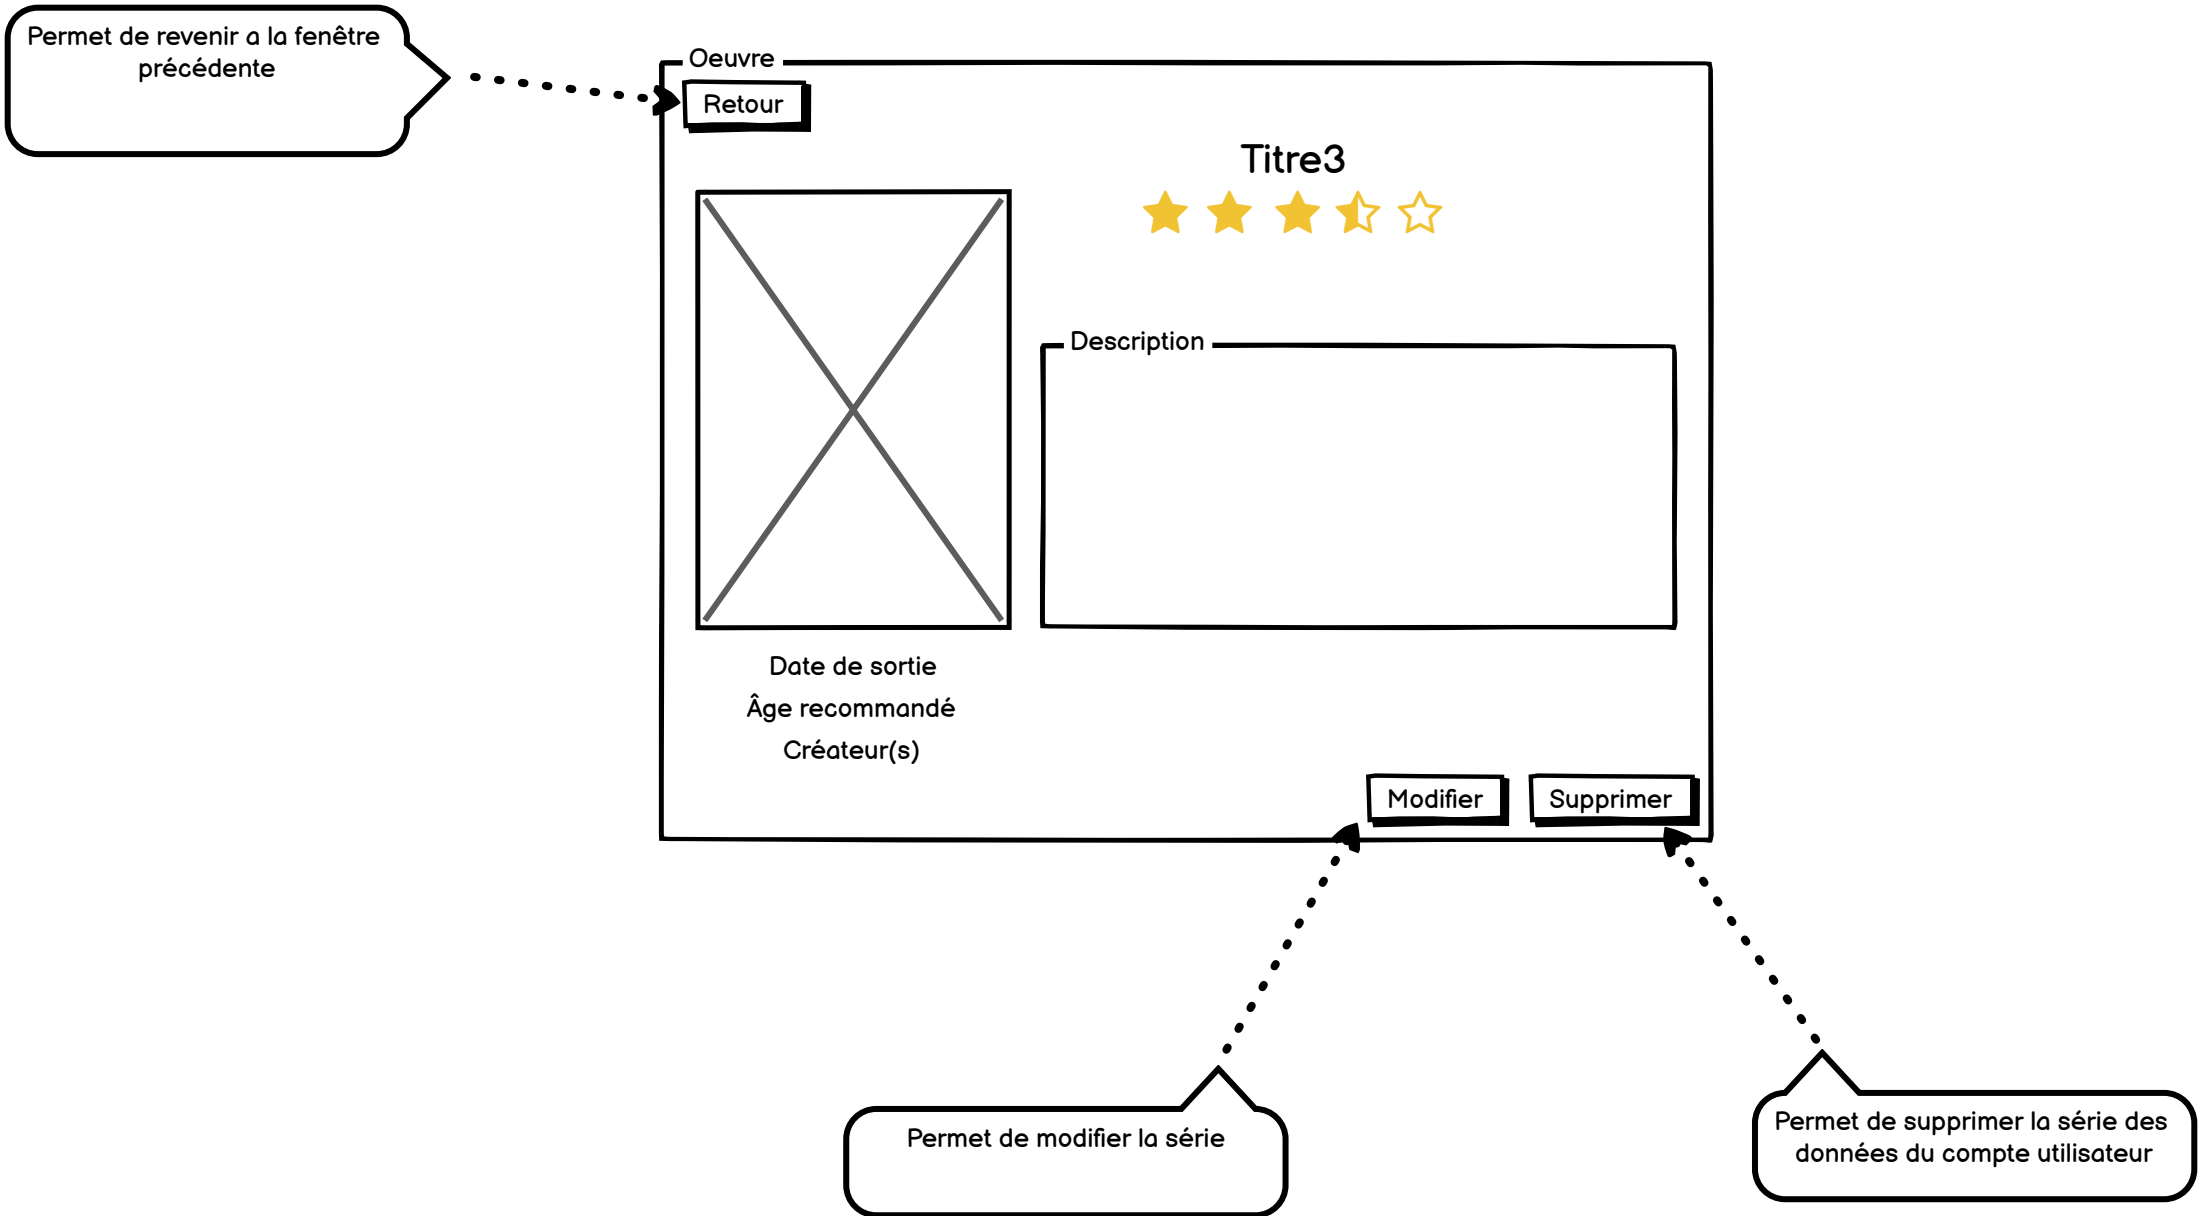 Permet de revenir a la fenêtre
précédente
Oeuvre
Retour
Titre3
Description
Date de sortie
Âge recommandé
Créateur(s)
Modifier
Supprimer
Permet de modifier la série
Permet de supprimer la série des
données du compte utilisateur